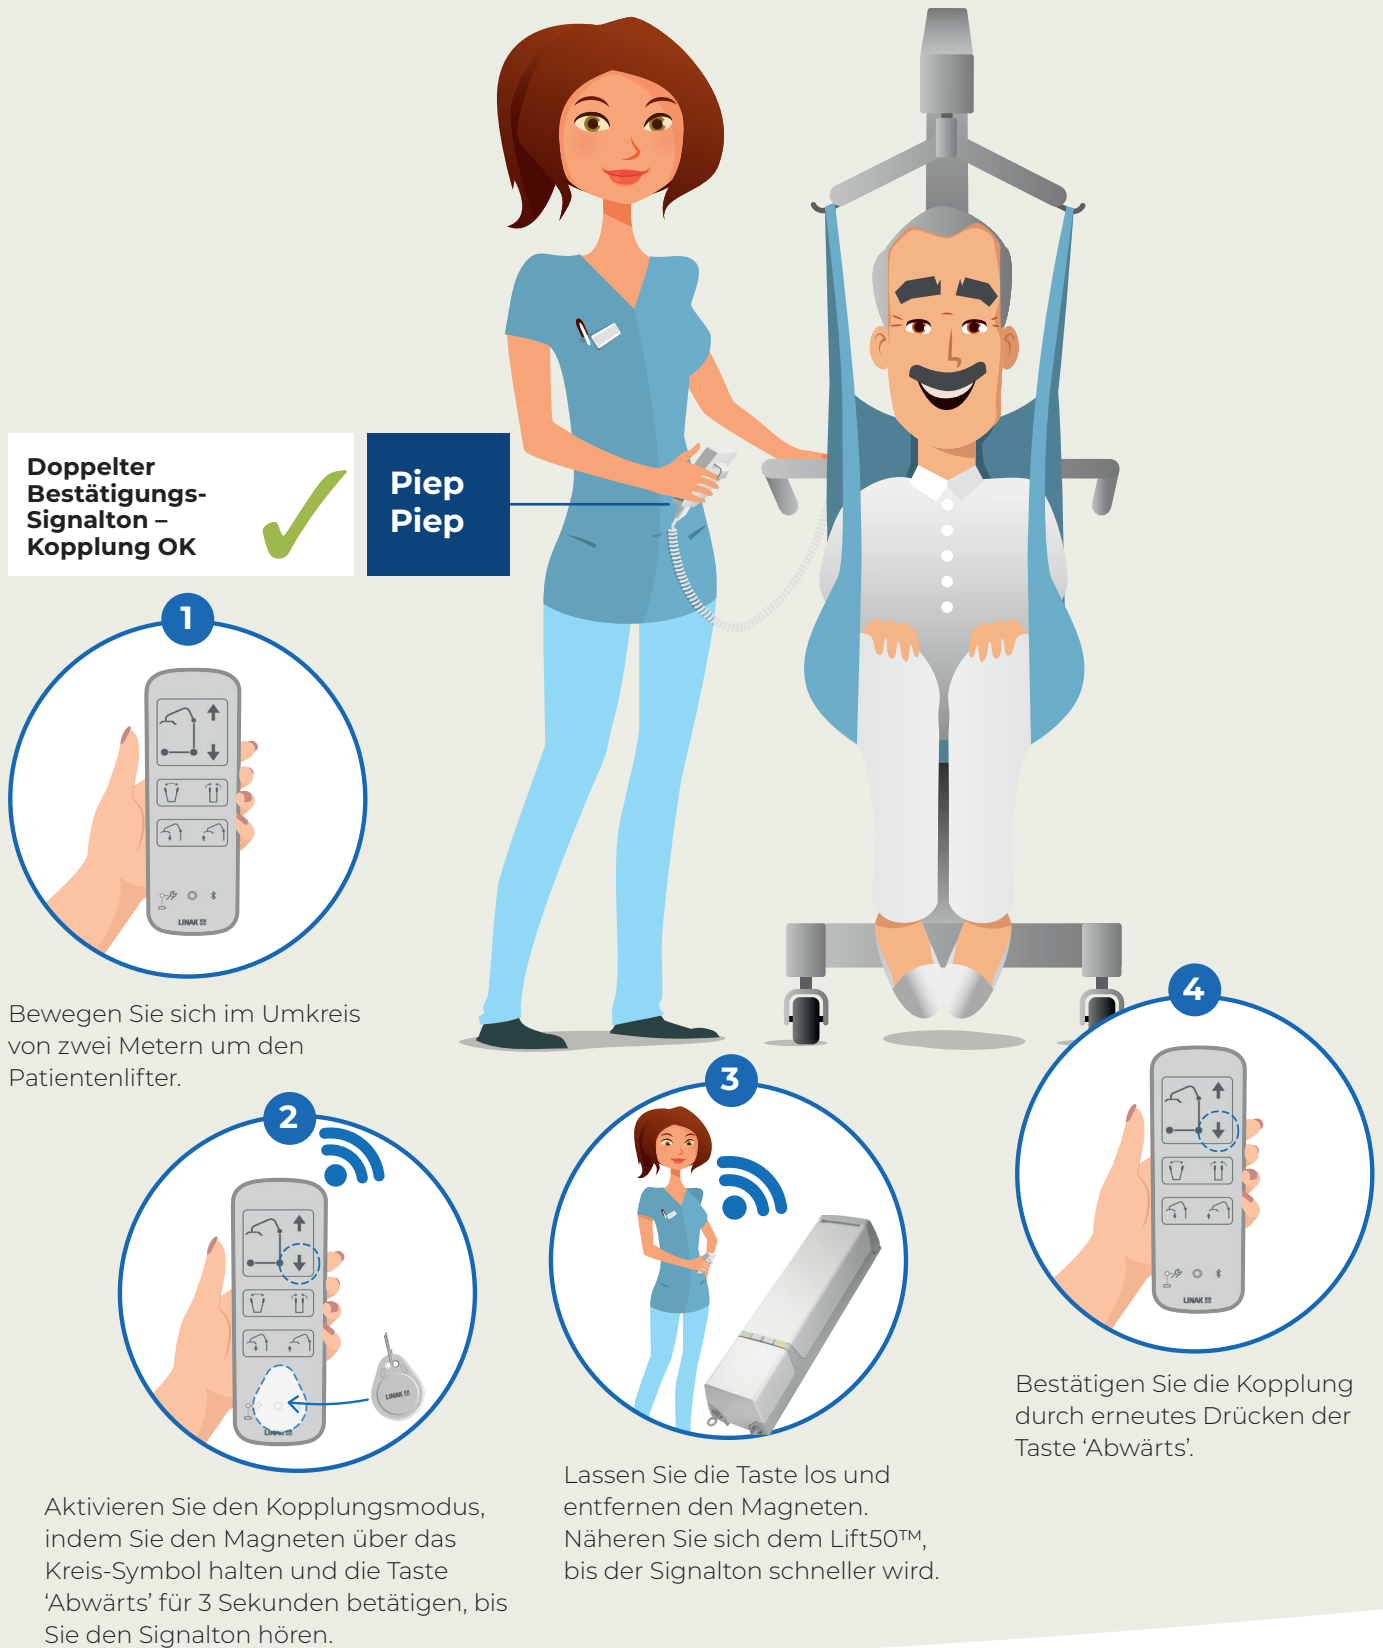 Doppelter
Bestätigungs-
Signalton –
Kopplung OK
Piep
Piep
1
LINAK
Bewegen Sie sich im Umkreis
von zwei Metern um den
Patientenlifter.
2
LINAK
LINAK
Aktivieren Sie den Kopplungsmodus,
indem Sie den Magneten über das
Kreis-Symbol halten und die Taste
‘Abwärts’ für 3 Sekunden betätigen, bis
Sie den Signalton hören.
3
Lassen Sie die Taste los und
entfernen den Magneten.
Näheren Sie sich dem Lift50™,
bis der Signalton schneller wird.
4
LINAK
Bestätigen Sie die Kopplung
durch erneutes Drücken der
Taste ‘Abwärts’.